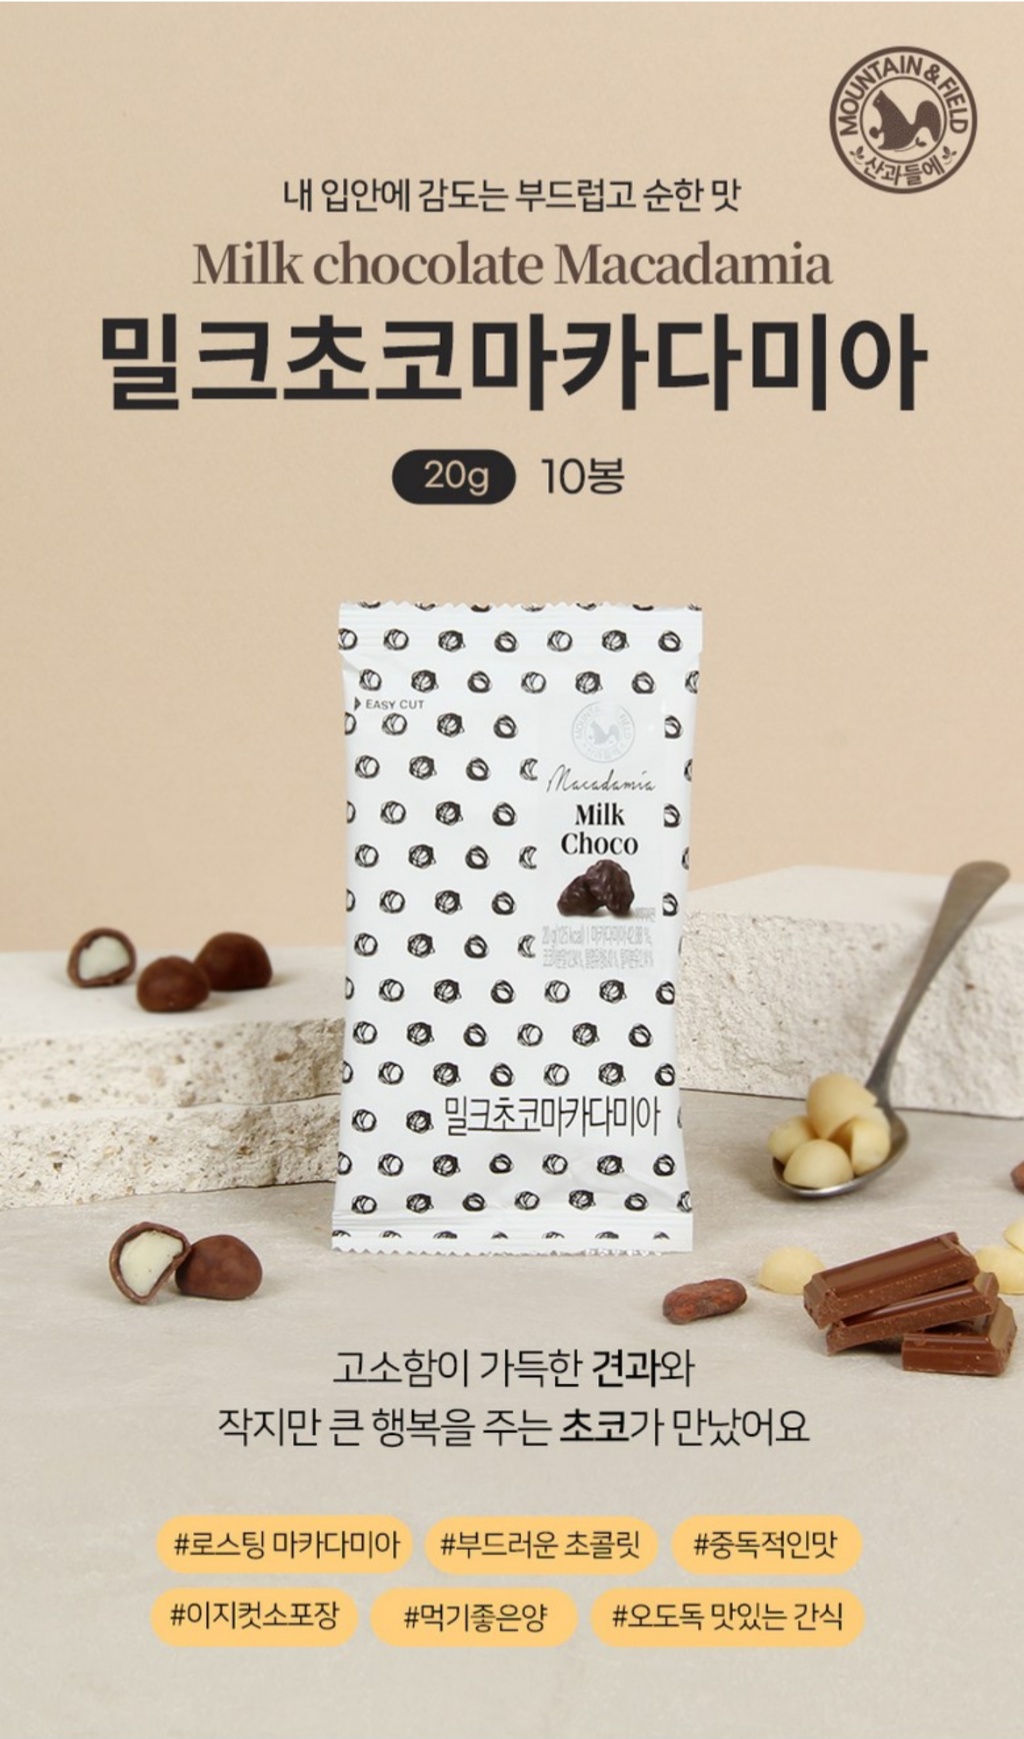 MOUNTAIN & FIELD
산과들에
내 입안에 감도는 부드럽고 순한 맛
Milk chocolate Macadamia
밀크초코마카다미아
20g 10봉
EASY CUT
MOUNTAIN & FIELD
Macadamia
Milk
Choco
밀크초코마카다미아
고소함이 가득한 견과와
작지만 큰 행복을 주는 초코가 만났어요
#로스팅 마카다미아 #부드러운 초콜릿 #중독적인맛
#이지컷소포장 #먹기좋은양 #오도독 맛있는 간식